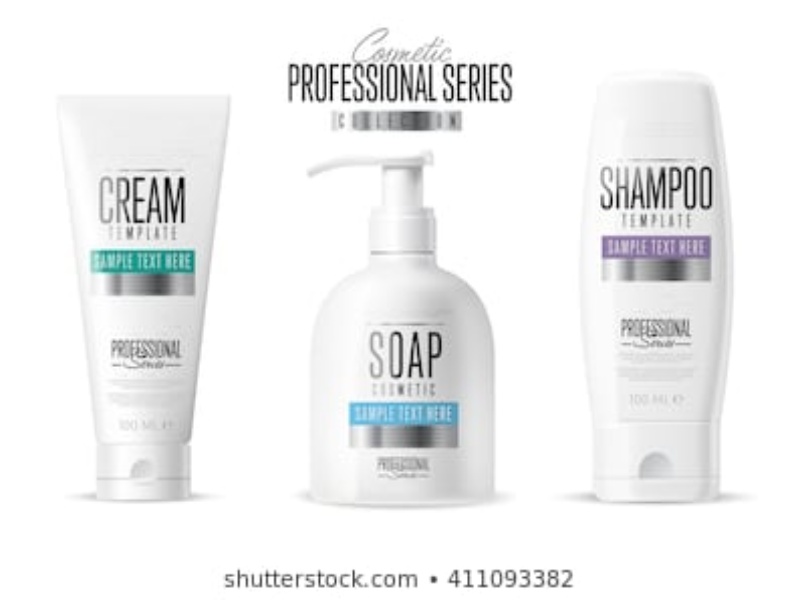 Cosmetic
PROFESSIONAL SERIES
COLLECTION
CREAM
TEMPLATE
SAMPLE TEXT HERE
PROFESSIONAL
Series
100 ML e
SOAP
COSMETIC
SAMPLE TEXT HERE
PROFESSIONAL
Series
SHAMPOO
TEMPLATE
SAMPLE TEXT HERE
PROFESSIONAL
Series
100 ML e
shutterstock.com • 411093382